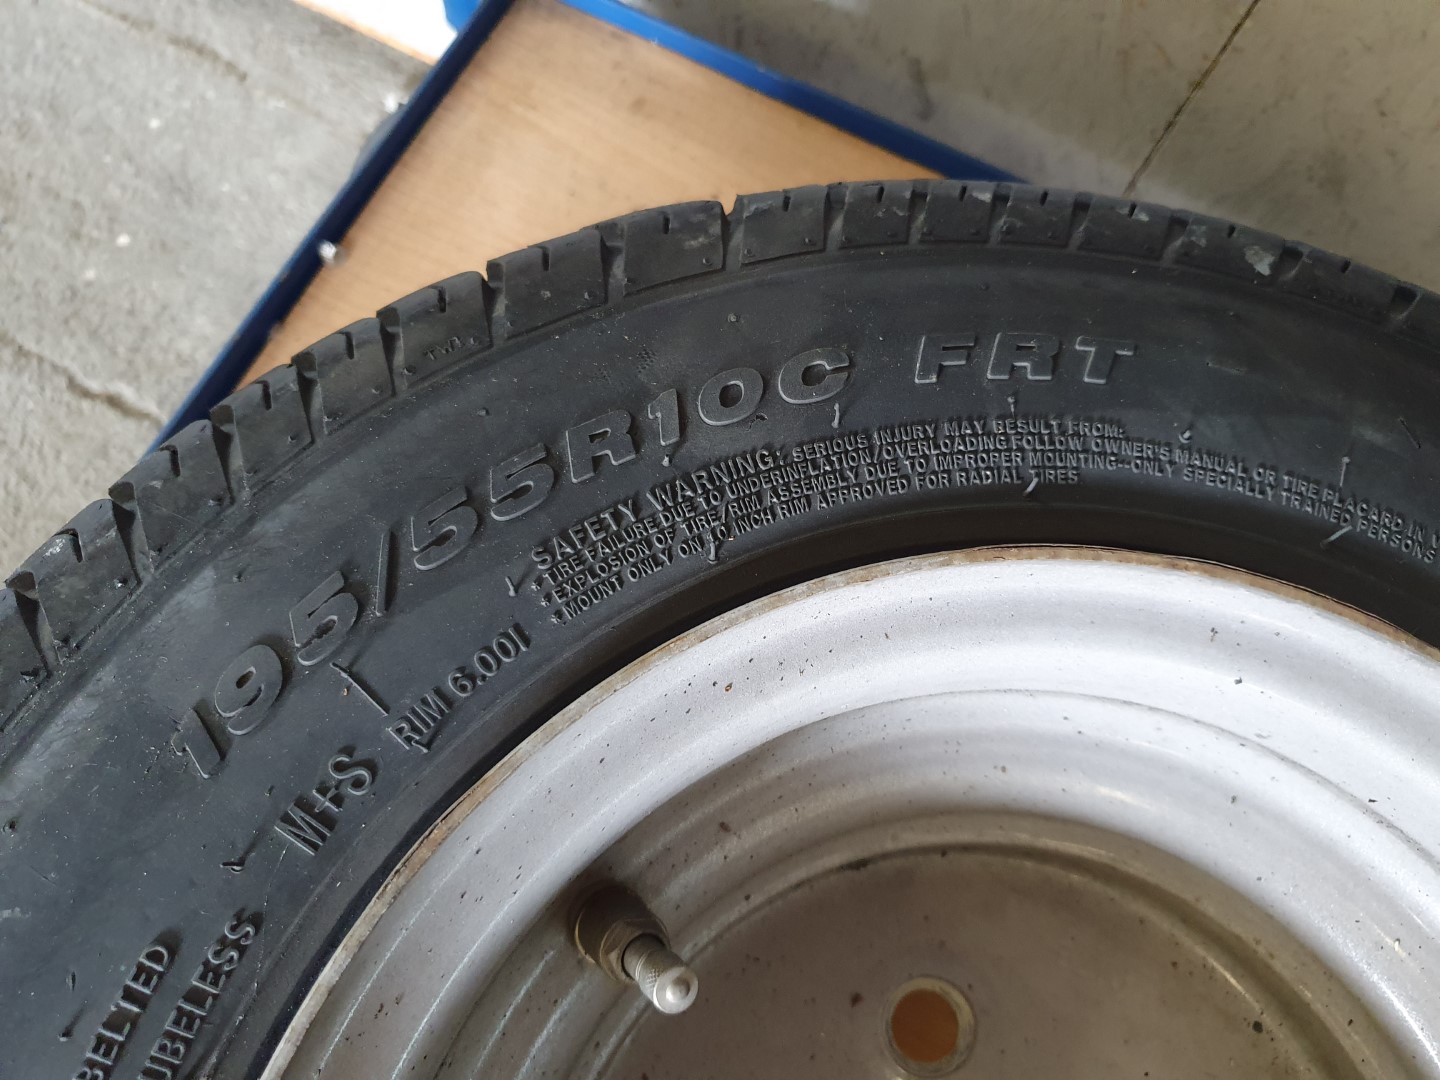 T.W.I.
195/55R10C FRT
SAFETY WARNING: SERIOUS INJURY MAY BESULT FROM:
*TIRE FAILURE DUE TO UNDERINFLATION/OVERLOADING FOLLOW OWNER'S MANUAL OR TIRE PLACARD IN
*EXPLOSION OF TIRE/RIM ASSEMBLY DUE TO IMPROPER MOUNTING--ONLY SPECIALLY TRAINED PERSONS
*MOUNT ONLY ON 10 INCH RIM APPROVED FOR RADIAL TIRES
RIM 6.00I
M+S
BELTED
UBELESS